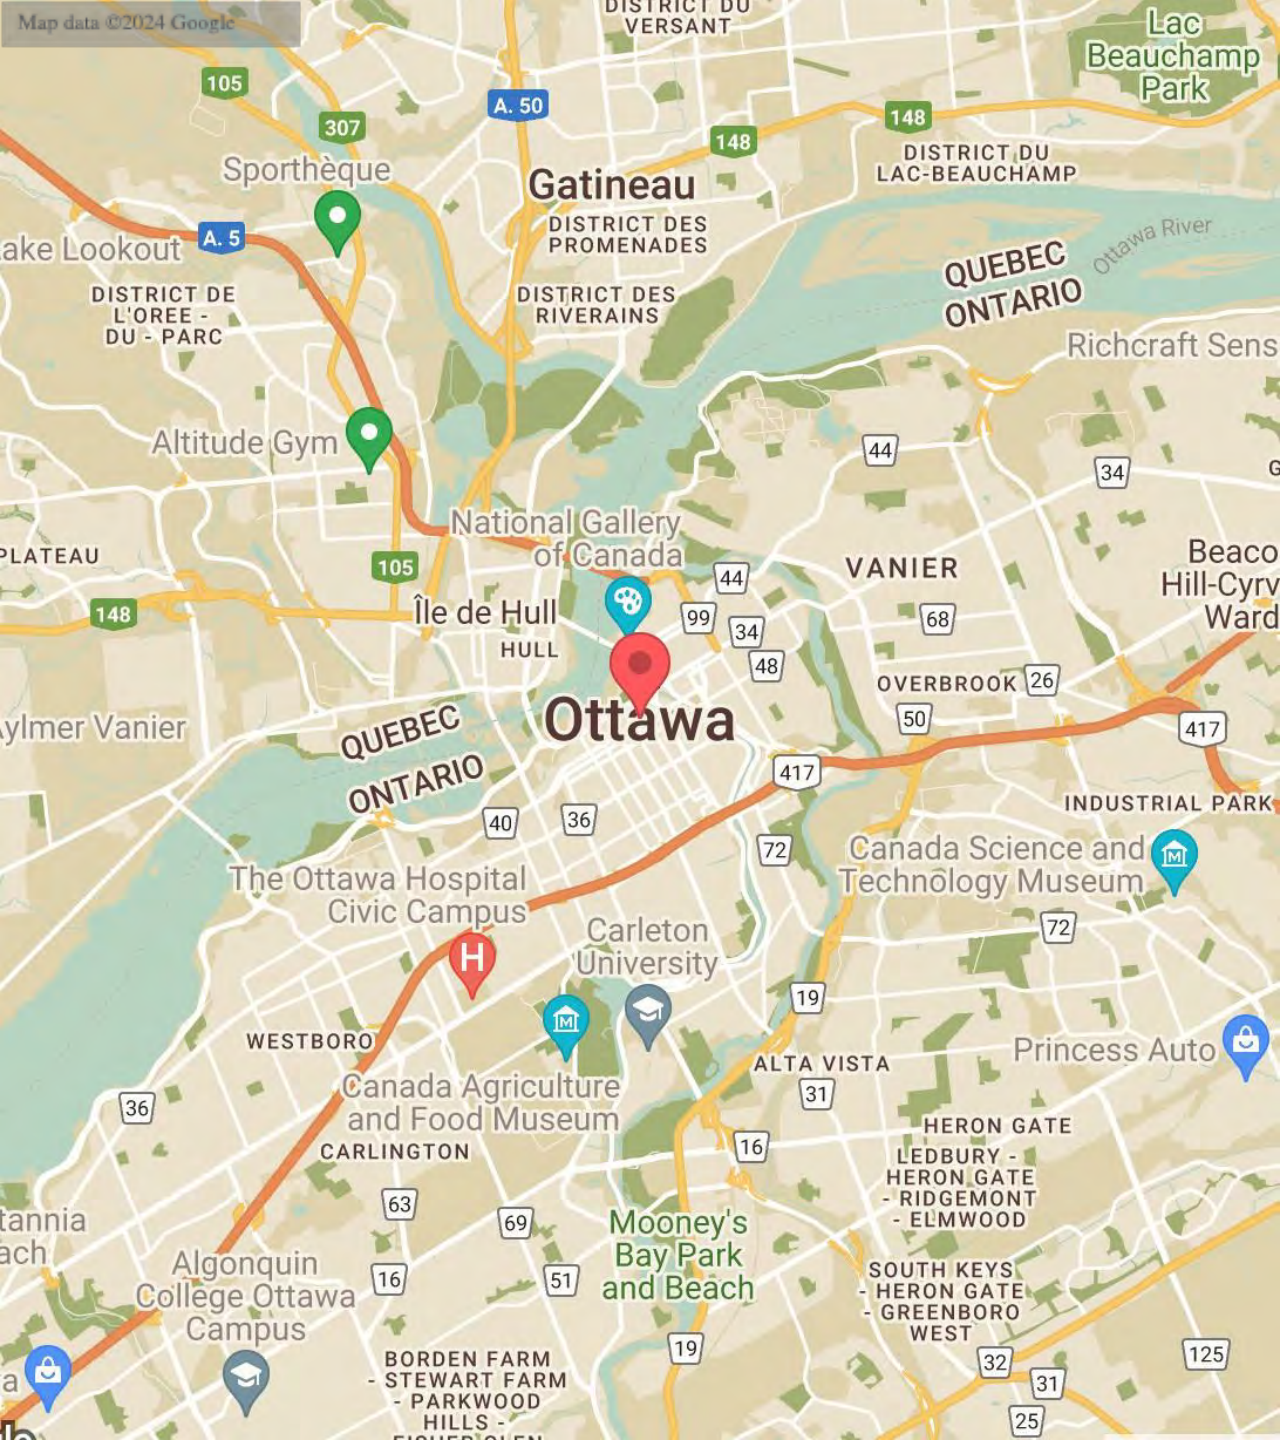 Map data ©2024 Google
DISTRICT DU
VERSANT
Lac
Beauchamp
Park
105
A. 50
307
148
148
Sporthèque
DISTRICT DU
LAC-BEAUCHAMP
Gatineau
DISTRICT DES
PROMENADES
Ottawa River
A. 5
ake Lookout
QUEBEC
ONTARIO
DISTRICT DE
L'OREE -
DU - PARC
DISTRICT DES
RIVERAINS
Richcraft Sens
Altitude Gym
44
34
G
National Gallery
of Canada
PLATEAU
105
44
VANIER
Beaco
Hill-Cyrv
Ward
148
Île de Hull
HULL
99
34
68
48
OVERBROOK
26
Aylmer Vanier
QUEBEC
ONTARIO
Ottawa
50
417
417
INDUSTRIAL PARK
40
36
72
Canada Science and
Technology Museum
The Ottawa Hospital
Civic Campus
H
Carleton
University
72
M
M
19
WESTBORO
Princess Auto
ALTA VISTA
31
Canada Agriculture
and Food Museum
36
CARLINGTON
16
HERON GATE
LEDBURY -
HERON GATE
- RIDGEMONT
- ELMWOOD
63
69
tannia
ach
Mooney's
Bay Park
and Beach
Algonquin
College Ottawa
Campus
16
51
SOUTH KEYS
- HERON GATE
- GREENBORO
WEST
19
32
31
125
25
a
BORDEN FARM
- STEWART FARM
- PARKWOOD
HILLS -
FISHER GLEN